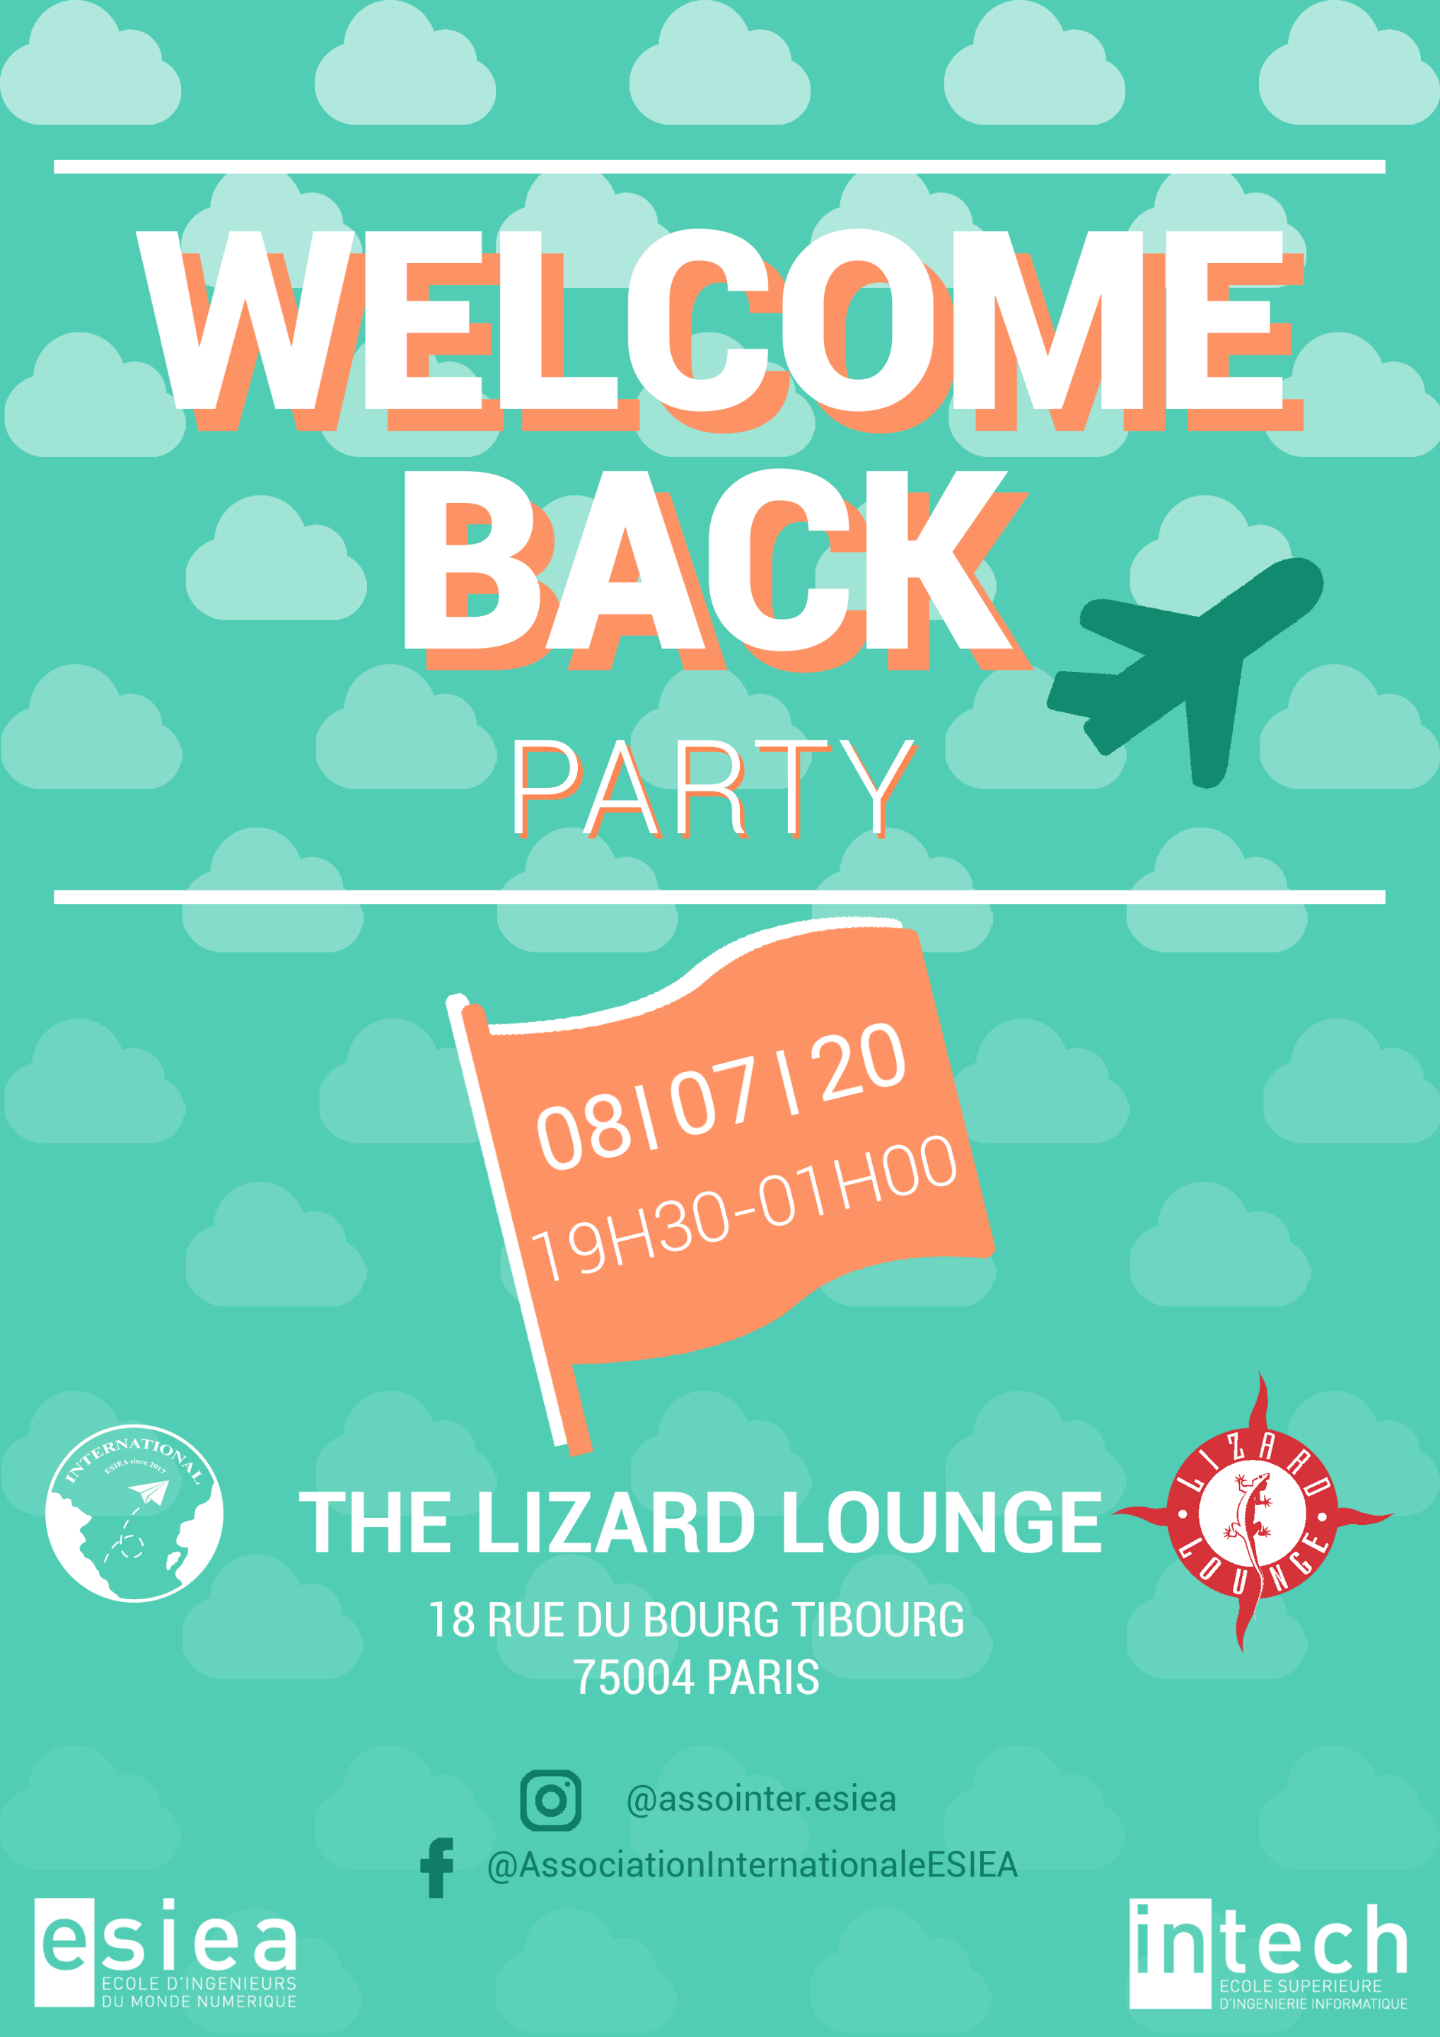 WELCOME
BACK
PARTY
08|07|20
19H30-01H00
INTERNATIONAL
ESIEA since 2017
LIZARD
LOUNGE
THE LIZARD LOUNGE
18 RUE DU BOURG TIBOURG
75004 PARIS
@assointer.esiea
@AssociationInternationaleESIEA
esiea
ECOLE D'INGENIEURS
DU MONDE NUMERIQUE
intech
ECOLE SUPERIEURE
D'INGENIERIE INFORMATIQUE